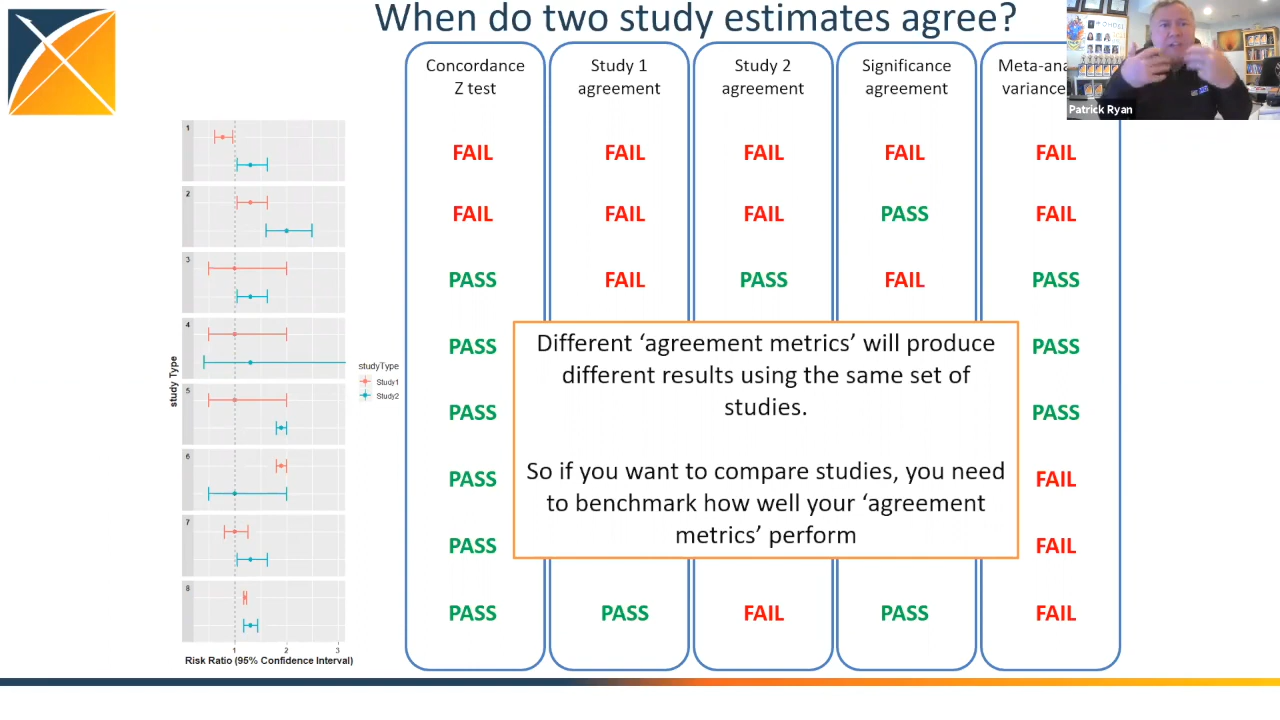 When do two study estimates agree?
Patrick Ryan
Concordance
Z test
Study 1
agreement
Study 2
agreement
Significance
agreement
Meta-ana
variance
1
FAIL FAIL FAIL FAIL FAIL
2
FAIL FAIL FAIL PASS FAIL
3
PASS FAIL PASS FAIL PASS
4
PASS PASS
5
PASS PASS
6
PASS FAIL
7
PASS FAIL
8
PASS PASS FAIL PASS FAIL
Different ‘agreement metrics’ will produce
different results using the same set of
studies.
So if you want to compare studies, you need
to benchmark how well your ‘agreement
metrics’ perform
study Type
studyType
Study1
Study2
1 2 3
Risk Ratio (95% Confidence Interval)